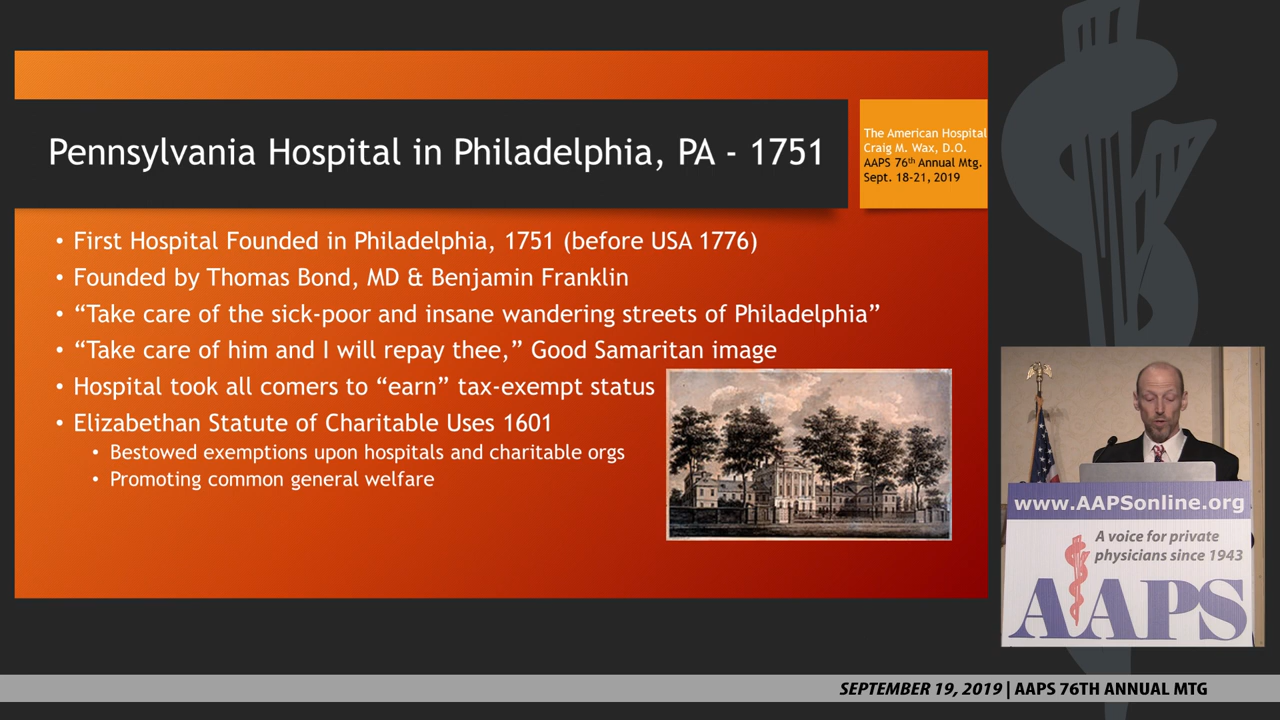 Pennsylvania Hospital in Philadelphia, PA - 1751
The American Hospital
Craig M. Wax, D.O.
AAPS 76th Annual Mtg.
Sept. 18-21, 2019
• First Hospital Founded in Philadelphia, 1751 (before USA 1776)
• Founded by Thomas Bond, MD & Benjamin Franklin
• “Take care of the sick-poor and insane wandering streets of Philadelphia”
• “Take care of him and I will repay thee,” Good Samaritan image
• Hospital took all comers to “earn” tax-exempt status
• Elizabethan Statute of Charitable Uses 1601
• Bestowed exemptions upon hospitals and charitable orgs
• Promoting common general welfare
www.AAPSonline.org
A voice for private
physicians since 1943
AAPS
SEPTEMBER 19, 2019 | AAPS 76TH ANNUAL MTG